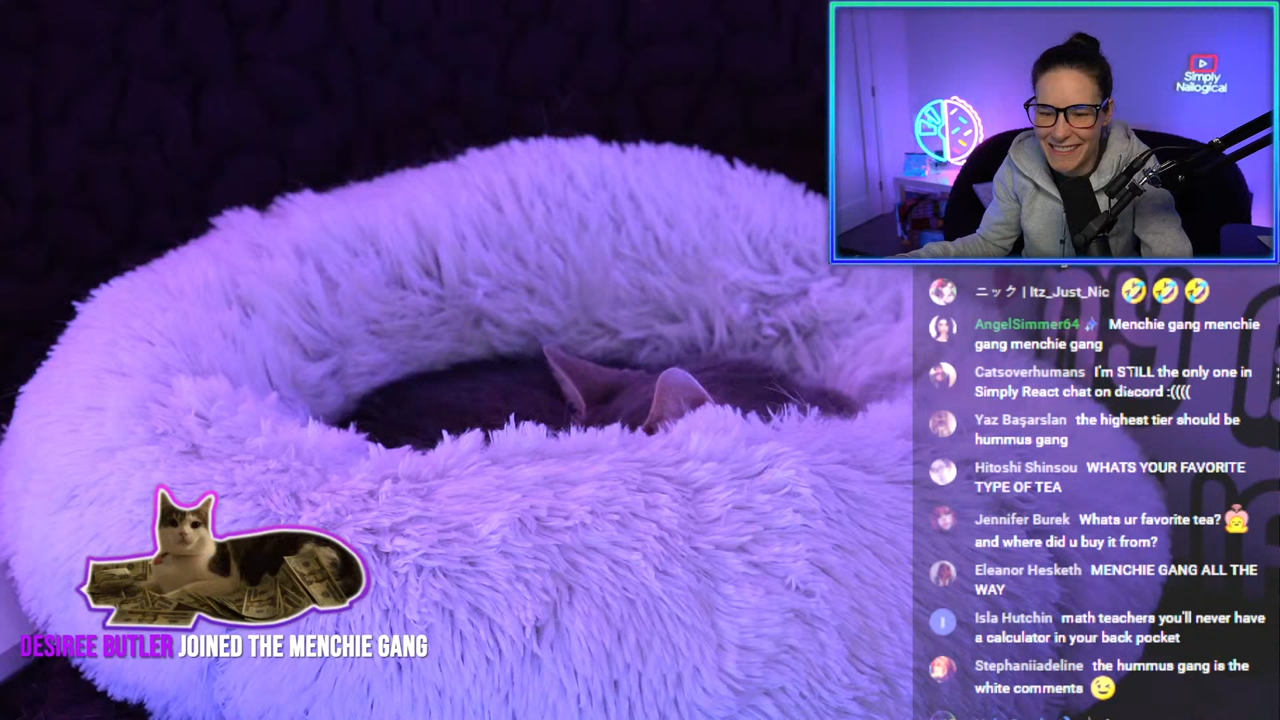 Simply
Nailogical
ニック | Itz_Just_Nic
AngelSimmer64 Menchie gang menchie
gang menchie gang
Catsoverhumans I'm STILL the only one in
Simply React chat on discord :((((
Yaz Başarslan the highest tier should be
hummus gang
Hitoshi Shinsou WHATS YOUR FAVORITE
TYPE OF TEA
Jennifer Burek Whats ur favorite tea?
and where did u buy it from?
Eleanor Hesketh MENCHIE GANG ALL THE
WAY
I
Isla Hutchin math teachers you'll never have
a calculator in your back pocket
Stephaniiadeline the hummus gang is the
white comments
DESIREE BUTLER JOINED THE MENCHIE GANG